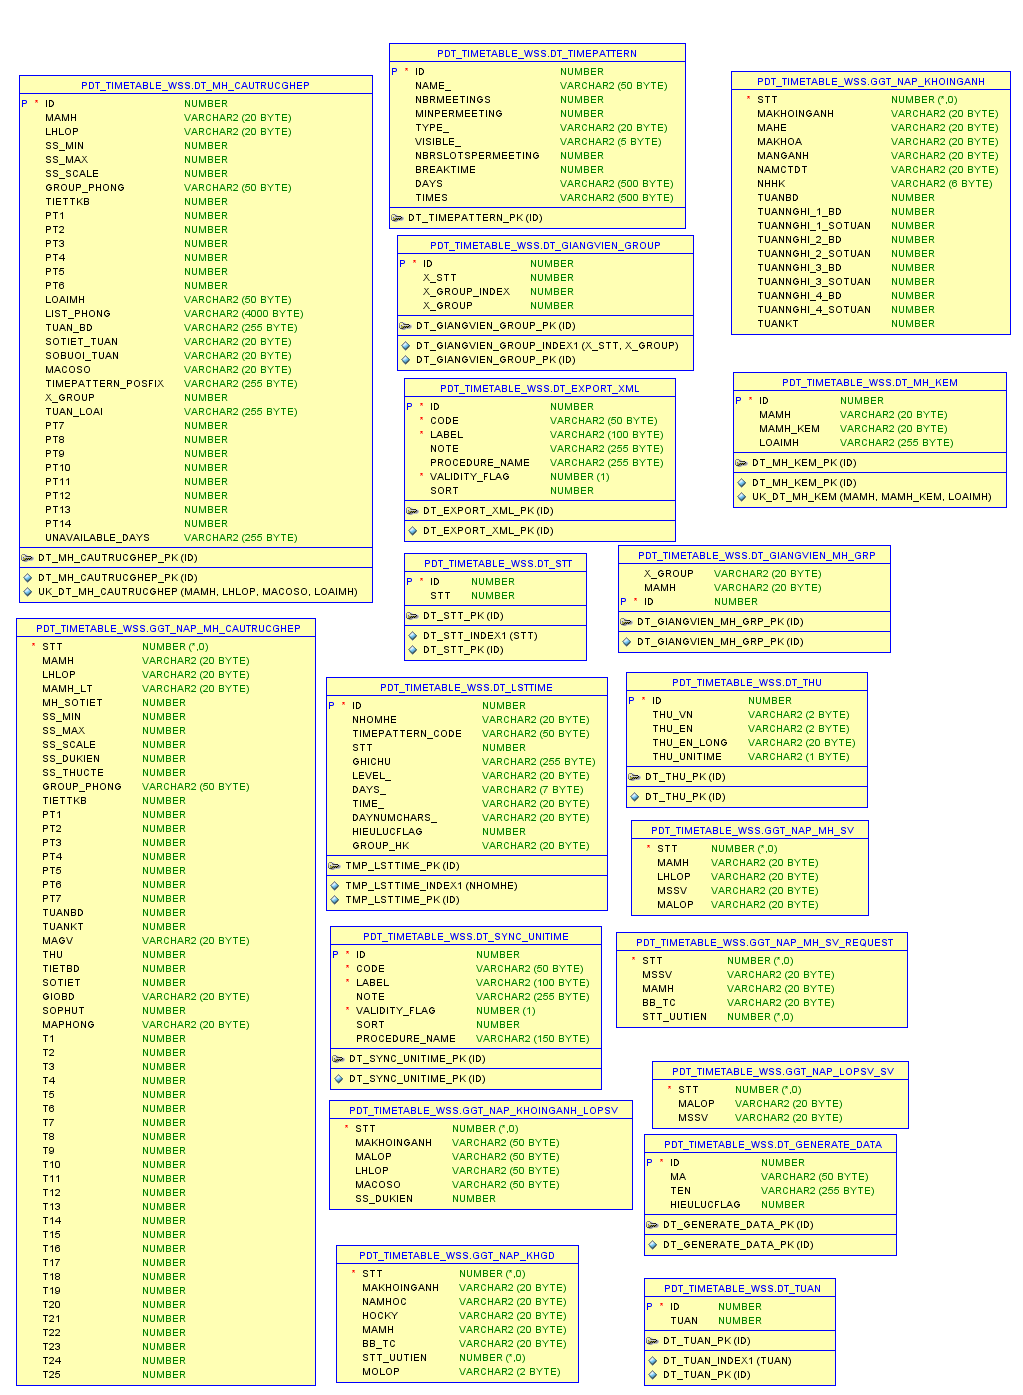 PDT_TIMETABLE_WSS.DT_MH_CAUTRUCGHEP
P * ID NUMBER
MAMH VARCHAR2 (20 BYTE)
LHLOP VARCHAR2 (20 BYTE)
SS_MIN NUMBER
SS_MAX NUMBER
SS_SCALE NUMBER
GROUP_PHONG VARCHAR2 (50 BYTE)
TIETTKB NUMBER
PT1 NUMBER
PT2 NUMBER
PT3 NUMBER
PT4 NUMBER
PT5 NUMBER
PT6 NUMBER
LOAIMH VARCHAR2 (50 BYTE)
LIST_PHONG VARCHAR2 (4000 BYTE)
TUAN_BD VARCHAR2 (255 BYTE)
SOTIET_TUAN VARCHAR2 (20 BYTE)
SOBUOI_TUAN VARCHAR2 (20 BYTE)
MACOSO VARCHAR2 (20 BYTE)
TIMEPATTERN_POSFIX VARCHAR2 (255 BYTE)
X_GROUP NUMBER
TUAN_LOAI VARCHAR2 (255 BYTE)
PT7 NUMBER
PT8 NUMBER
PT9 NUMBER
PT10 NUMBER
PT11 NUMBER
PT12 NUMBER
PT13 NUMBER
PT14 NUMBER
UNAVAILABLE_DAYS VARCHAR2 (255 BYTE)
DT_MH_CAUTRUCGHEP_PK (ID)
DT_MH_CAUTRUCGHEP_PK (ID)
UK_DT_MH_CAUTRUCGHEP (MAMH, LHLOP, MACOSO, LOAIMH)
PDT_TIMETABLE_WSS.GGT_NAP_MH_CAUTRUCGHEP
* STT NUMBER (*,0)
MAMH VARCHAR2 (20 BYTE)
LHLOP VARCHAR2 (20 BYTE)
MAMH_LT VARCHAR2 (20 BYTE)
MH_SOTIET NUMBER
SS_MIN NUMBER
SS_MAX NUMBER
SS_SCALE NUMBER
SS_DUKIEN NUMBER
SS_THUCTE NUMBER
GROUP_PHONG VARCHAR2 (50 BYTE)
TIETTKB NUMBER
PT1 NUMBER
PT2 NUMBER
PT3 NUMBER
PT4 NUMBER
PT5 NUMBER
PT6 NUMBER
PT7 NUMBER
TUANBD NUMBER
TUANKT NUMBER
MAGV VARCHAR2 (20 BYTE)
THU NUMBER
TIETBD NUMBER
SOTIET NUMBER
GIOBD VARCHAR2 (20 BYTE)
SOPHUT NUMBER
MAPHONG VARCHAR2 (20 BYTE)
T1 NUMBER
T2 NUMBER
T3 NUMBER
T4 NUMBER
T5 NUMBER
T6 NUMBER
T7 NUMBER
T8 NUMBER
T9 NUMBER
T10 NUMBER
T11 NUMBER
T12 NUMBER
T13 NUMBER
T14 NUMBER
T15 NUMBER
T16 NUMBER
T17 NUMBER
T18 NUMBER
T19 NUMBER
T20 NUMBER
T21 NUMBER
T22 NUMBER
T23 NUMBER
T24 NUMBER
T25 NUMBER
PDT_TIMETABLE_WSS.DT_TIMEPATTERN
P * ID NUMBER
NAME_ VARCHAR2 (50 BYTE)
NBRMEETINGS NUMBER
MINPERMEETING NUMBER
TYPE_ VARCHAR2 (20 BYTE)
VISIBLE_ VARCHAR2 (5 BYTE)
NBRSLOTSPERMEETING NUMBER
BREAKTIME NUMBER
DAYS VARCHAR2 (500 BYTE)
TIMES VARCHAR2 (500 BYTE)
DT_TIMEPATTERN_PK (ID)
PDT_TIMETABLE_WSS.DT_GIANGVIEN_GROUP
P * ID NUMBER
X_STT NUMBER
X_GROUP_INDEX NUMBER
X_GROUP NUMBER
DT_GIANGVIEN_GROUP_PK (ID)
DT_GIANGVIEN_GROUP_INDEX1 (X_STT, X_GROUP)
DT_GIANGVIEN_GROUP_PK (ID)
PDT_TIMETABLE_WSS.DT_EXPORT_XML
P * ID NUMBER
* CODE VARCHAR2 (50 BYTE)
* LABEL VARCHAR2 (100 BYTE)
NOTE VARCHAR2 (255 BYTE)
PROCEDURE_NAME VARCHAR2 (255 BYTE)
* VALIDITY_FLAG NUMBER (1)
SORT NUMBER
DT_EXPORT_XML_PK (ID)
DT_EXPORT_XML_PK (ID)
PDT_TIMETABLE_WSS.DT_STT
P * ID NUMBER
STT NUMBER
DT_STT_PK (ID)
DT_STT_INDEX1 (STT)
DT_STT_PK (ID)
PDT_TIMETABLE_WSS.DT_LSTTIME
P * ID NUMBER
NHOMHE VARCHAR2 (20 BYTE)
TIMEPATTERN_CODE VARCHAR2 (50 BYTE)
STT NUMBER
GHICHU VARCHAR2 (255 BYTE)
LEVEL_ VARCHAR2 (20 BYTE)
DAYS_ VARCHAR2 (7 BYTE)
TIME_ VARCHAR2 (20 BYTE)
DAYNUMCHARS_ VARCHAR2 (20 BYTE)
HIEULUCFLAG NUMBER
GROUP_HK VARCHAR2 (20 BYTE)
TMP_LSTTIME_PK (ID)
TMP_LSTTIME_INDEX1 (NHOMHE)
TMP_LSTTIME_PK (ID)
PDT_TIMETABLE_WSS.DT_SYNC_UNITIME
P * ID NUMBER
* CODE VARCHAR2 (50 BYTE)
* LABEL VARCHAR2 (100 BYTE)
NOTE VARCHAR2 (255 BYTE)
* VALIDITY_FLAG NUMBER (1)
SORT NUMBER
PROCEDURE_NAME VARCHAR2 (150 BYTE)
DT_SYNC_UNITIME_PK (ID)
DT_SYNC_UNITIME_PK (ID)
PDT_TIMETABLE_WSS.GGT_NAP_KHOINGANH_LOPSV
* STT NUMBER (*,0)
MAKHOINGANH VARCHAR2 (50 BYTE)
MALOP VARCHAR2 (50 BYTE)
LHLOP VARCHAR2 (50 BYTE)
MACOSO VARCHAR2 (50 BYTE)
SS_DUKIEN NUMBER
PDT_TIMETABLE_WSS.GGT_NAP_KHGD
* STT NUMBER (*,0)
MAKHOINGANH VARCHAR2 (20 BYTE)
NAMHOC VARCHAR2 (20 BYTE)
HOCKY VARCHAR2 (20 BYTE)
MAMH VARCHAR2 (20 BYTE)
BB_TC VARCHAR2 (20 BYTE)
STT_UUTIEN NUMBER (*,0)
MOLOP VARCHAR2 (2 BYTE)
PDT_TIMETABLE_WSS.GGT_NAP_KHOINGANH
* STT NUMBER (*,0)
MAKHOINGANH VARCHAR2 (20 BYTE)
MAHE VARCHAR2 (20 BYTE)
MAKHOA VARCHAR2 (20 BYTE)
MANGANH VARCHAR2 (20 BYTE)
NAMCTDT VARCHAR2 (20 BYTE)
NHHK VARCHAR2 (6 BYTE)
TUANBD NUMBER
TUANNGHI_1_BD NUMBER
TUANNGHI_1_SOTUAN NUMBER
TUANNGHI_2_BD NUMBER
TUANNGHI_2_SOTUAN NUMBER
TUANNGHI_3_BD NUMBER
TUANNGHI_3_SOTUAN NUMBER
TUANNGHI_4_BD NUMBER
TUANNGHI_4_SOTUAN NUMBER
TUANKT NUMBER
PDT_TIMETABLE_WSS.DT_MH_KEM
P * ID NUMBER
MAMH VARCHAR2 (20 BYTE)
MAMH_KEM VARCHAR2 (20 BYTE)
LOAIMH VARCHAR2 (255 BYTE)
DT_MH_KEM_PK (ID)
DT_MH_KEM_PK (ID)
UK_DT_MH_KEM (MAMH, MAMH_KEM, LOAIMH)
PDT_TIMETABLE_WSS.DT_GIANGVIEN_MH_GRP
X_GROUP VARCHAR2 (20 BYTE)
MAMH VARCHAR2 (20 BYTE)
P * ID NUMBER
DT_GIANGVIEN_MH_GRP_PK (ID)
DT_GIANGVIEN_MH_GRP_PK (ID)
PDT_TIMETABLE_WSS.DT_THU
P * ID NUMBER
THU_VN VARCHAR2 (2 BYTE)
THU_EN VARCHAR2 (2 BYTE)
THU_EN_LONG VARCHAR2 (20 BYTE)
THU_UNITIME VARCHAR2 (1 BYTE)
DT_THU_PK (ID)
DT_THU_PK (ID)
PDT_TIMETABLE_WSS.GGT_NAP_MH_SV
* STT NUMBER (*,0)
MAMH VARCHAR2 (20 BYTE)
LHLOP VARCHAR2 (20 BYTE)
MSSV VARCHAR2 (20 BYTE)
MALOP VARCHAR2 (20 BYTE)
PDT_TIMETABLE_WSS.GGT_NAP_MH_SV_REQUEST
* STT NUMBER (*,0)
MSSV VARCHAR2 (20 BYTE)
MAMH VARCHAR2 (20 BYTE)
BB_TC VARCHAR2 (20 BYTE)
STT_UUTIEN NUMBER (*,0)
PDT_TIMETABLE_WSS.GGT_NAP_LOPSV_SV
* STT NUMBER (*,0)
MALOP VARCHAR2 (20 BYTE)
MSSV VARCHAR2 (20 BYTE)
PDT_TIMETABLE_WSS.DT_GENERATE_DATA
P * ID NUMBER
MA VARCHAR2 (50 BYTE)
TEN VARCHAR2 (255 BYTE)
HIEULUCFLAG NUMBER
DT_GENERATE_DATA_PK (ID)
DT_GENERATE_DATA_PK (ID)
PDT_TIMETABLE_WSS.DT_TUAN
P * ID NUMBER
TUAN NUMBER
DT_TUAN_PK (ID)
DT_TUAN_INDEX1 (TUAN)
DT_TUAN_PK (ID)